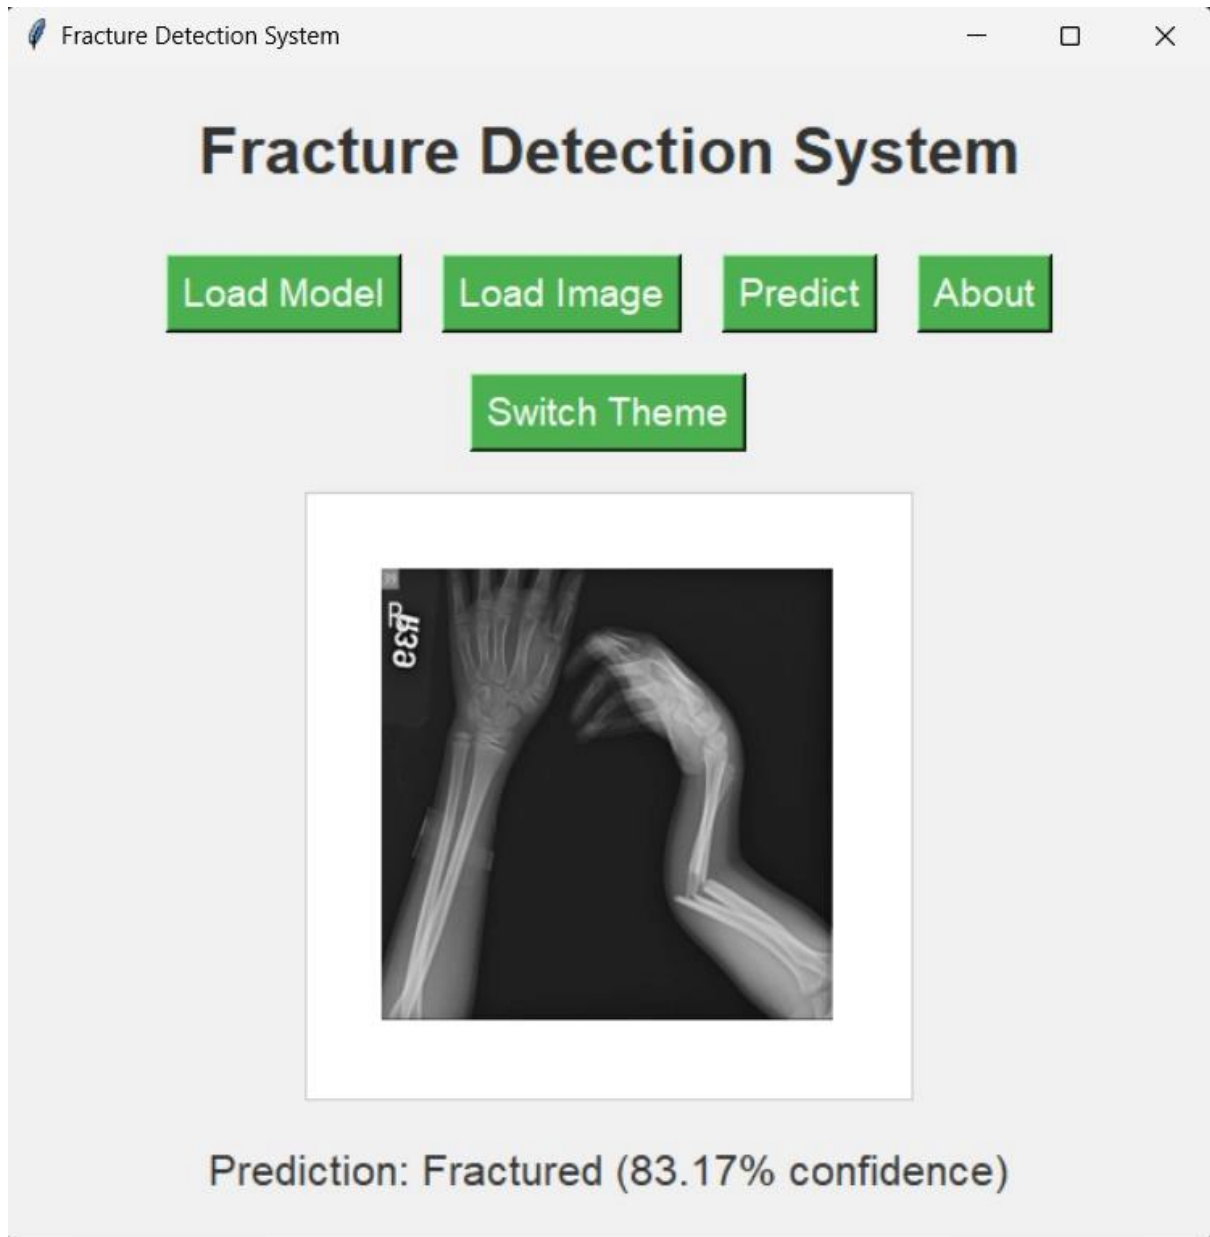 Fracture Detection System
Fracture Detection System
Load Model Load Image Predict About
Switch Theme
R
Prediction: Fractured (83.17% confidence)